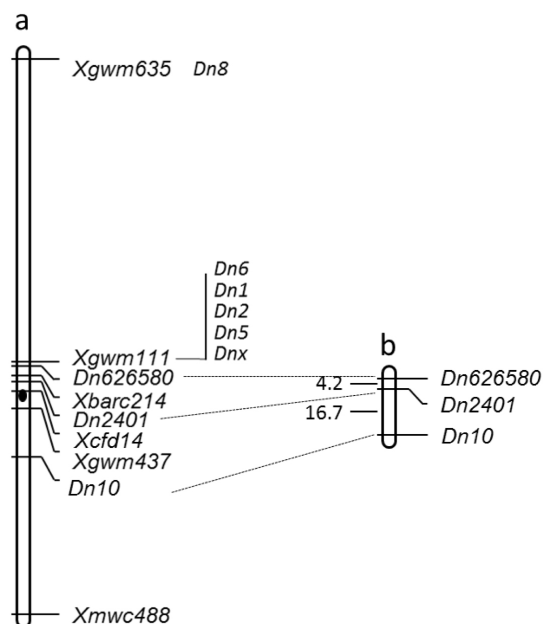 a
Xgwm635 Dn8
Dn6
Dn1
Dn2
Dn5
Dnx
Xgwm111
Dn626580
Xbarc214
Dn2401
Xcfd14
Xgwm437
Dn10
Xmwc488
b
4.2
16.7
Dn626580
Dn2401
Dn10